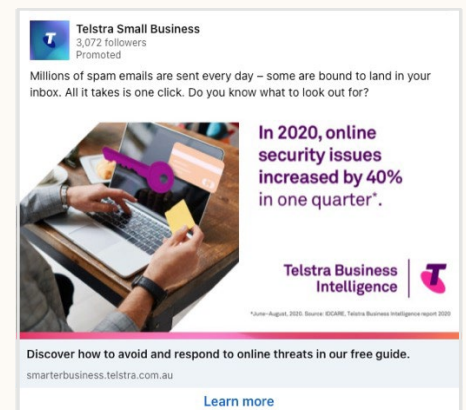 Telstra Small Business
3,072 followers
Promoted
Millions of spam emails are sent every day – some are bound to land in your
inbox. All it takes is one click. Do you know what to look out for?
In 2020, online
security issues
increased by 40%
in one quarter*.
Telstra Business
Intelligence
*June–August, 2020. Source: IDCARE, Telstra Business Intelligence report 2020
Discover how to avoid and respond to online threats in our free guide.
smarterbusiness.telstra.com.au
Learn more